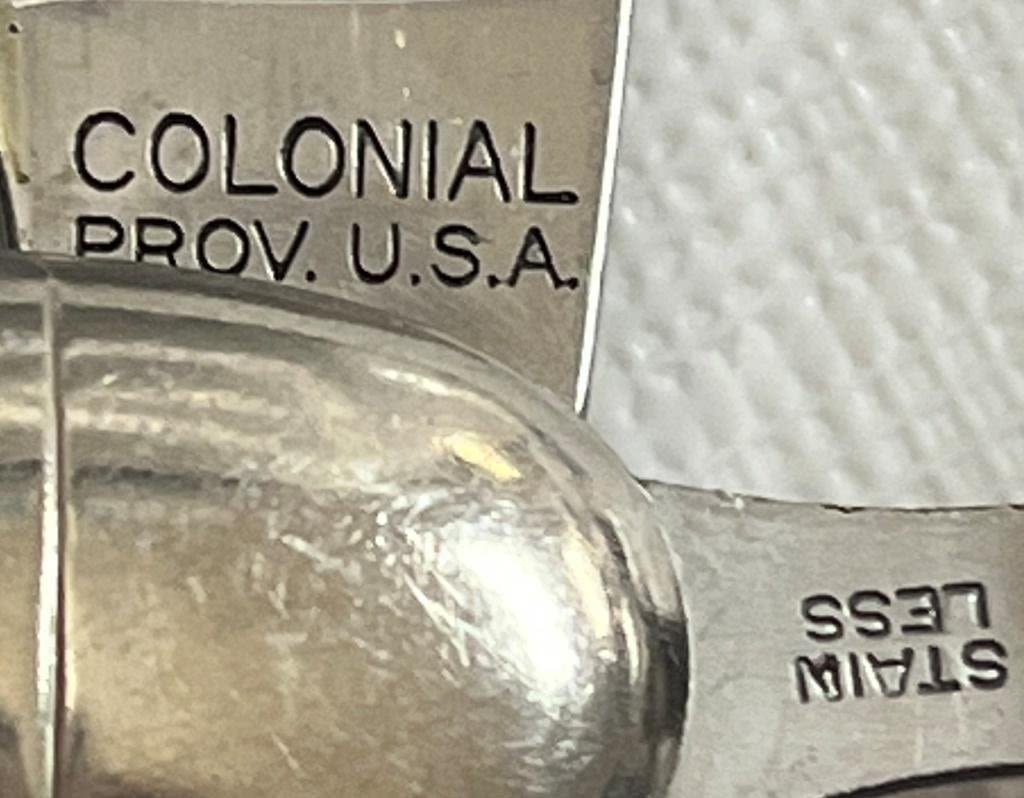 COLONIAL
PROV. U.S.A.
STAIN
LESS